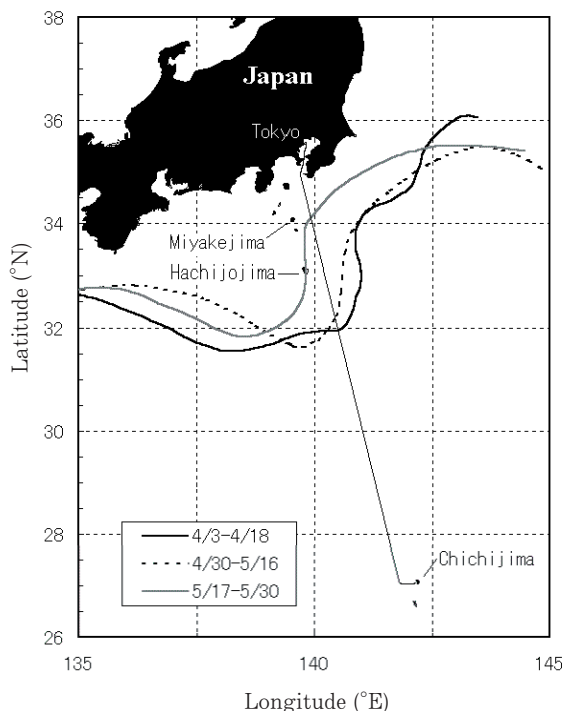 38
36
34
32
30
28
26
Latitude (°N)
Japan
Tokyo
Miyakejima
Hachijojima
Chichijima
4/3-4/18
4/30-5/16
5/17-5/30
135
140
145
Longitude (°E)